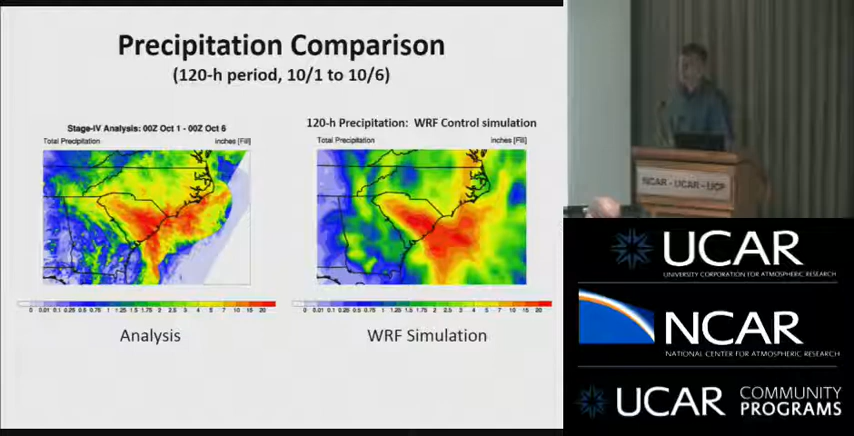 Precipitation Comparison
(120-h period, 10/1 to 10/6)
Stage-IV Analysis: 00Z Oct 1 - 00Z Oct 6
Total Precipitation inches [Fill]
0 0.01 0.1 0.25 0.5 0.75 1 1.25 1.5 1.75 2 2.5 3 4 5 7 10 15 20
Analysis
120-h Precipitation: WRF Control simulation
Total Precipitation inches [Fill]
0 0.01 0.1 0.25 0.5 0.75 1 1.25 1.5 1.75 2 2.5 3 4 5 7 10 15 20
WRF Simulation
NCAR - UCAR - UCP
UCAR
UNIVERSITY CORPORATION FOR ATMOSPHERIC RESEARCH
NCAR
NATIONAL CENTER FOR ATMOSPHERIC RESEARCH
UCAR COMMUNITY
PROGRAMS